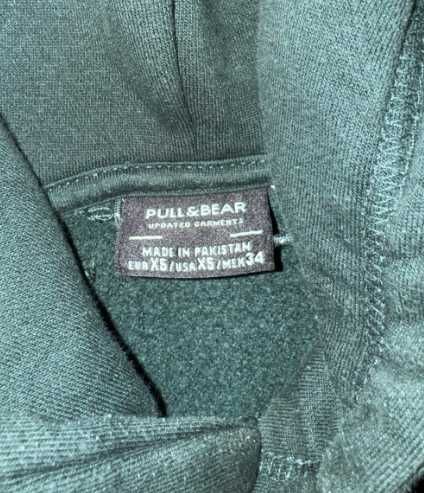 PULL&BEAR
UPDATED GARMENTS
MADE IN PAKISTAN
EUR XS/USA XS/MEX 34